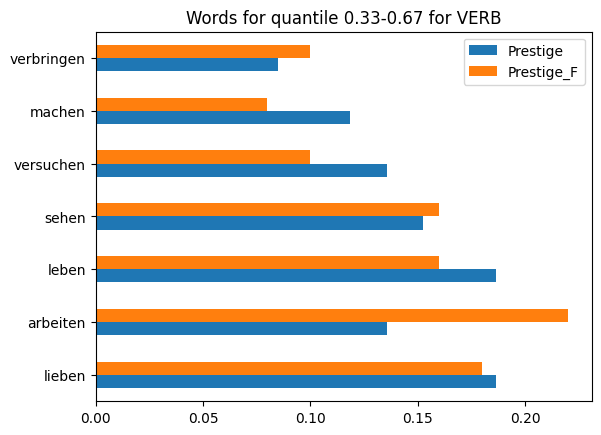 Words for quantile 0.33-0.67 for VERB
Prestige
Prestige_F
verbringen
machen
versuchen
sehen
leben
arbeiten
lieben
0.00 0.05 0.10 0.15 0.20